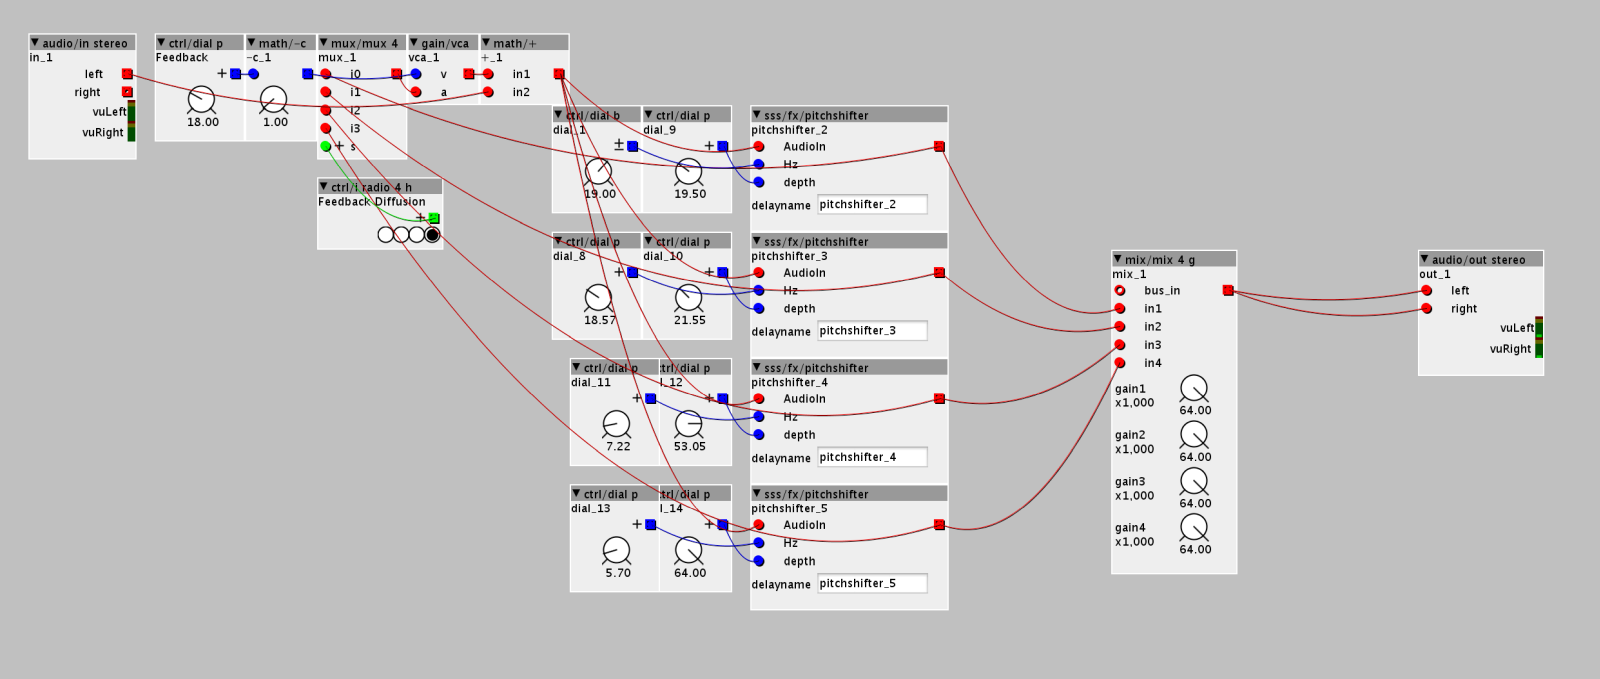 audio/in stereo
in_1
left
right
vuLeft
vuRight
ctrl/dial p
Feedback
+
18.00
math/-c
-c_1
1.00
mux/mux 4
mux_1
i0
i1
i2
i3
+ s
gain/vca
vca_1
v
a
math/+
+_1
in1
in2
ctrl/i radio 4 h
Feedback Diffusion
+
ctrl/dial b
dial_1
±
19.00
ctrl/dial p
dial_9
+
19.50
sss/fx/pitchshifter
pitchshifter_2
AudioIn
Hz
depth
delayname pitchshifter_2
ctrl/dial p
dial_8
+
18.57
ctrl/dial p
dial_10
+
21.55
sss/fx/pitchshifter
pitchshifter_3
AudioIn
Hz
depth
delayname pitchshifter_3
ctrl/dial p
dial_11
+
7.22
trl/dial p
l_12
+
53.05
sss/fx/pitchshifter
pitchshifter_4
AudioIn
Hz
depth
delayname pitchshifter_4
ctrl/dial p
dial_13
+
5.70
trl/dial p
l_14
+
64.00
sss/fx/pitchshifter
pitchshifter_5
AudioIn
Hz
depth
delayname pitchshifter_5
mix/mix 4 g
mix_1
bus_in
in1
in2
in3
in4
gain1
x1,000
64.00
gain2
x1,000
64.00
gain3
x1,000
64.00
gain4
x1,000
64.00
audio/out stereo
out_1
left
right
vuLeft
vuRight